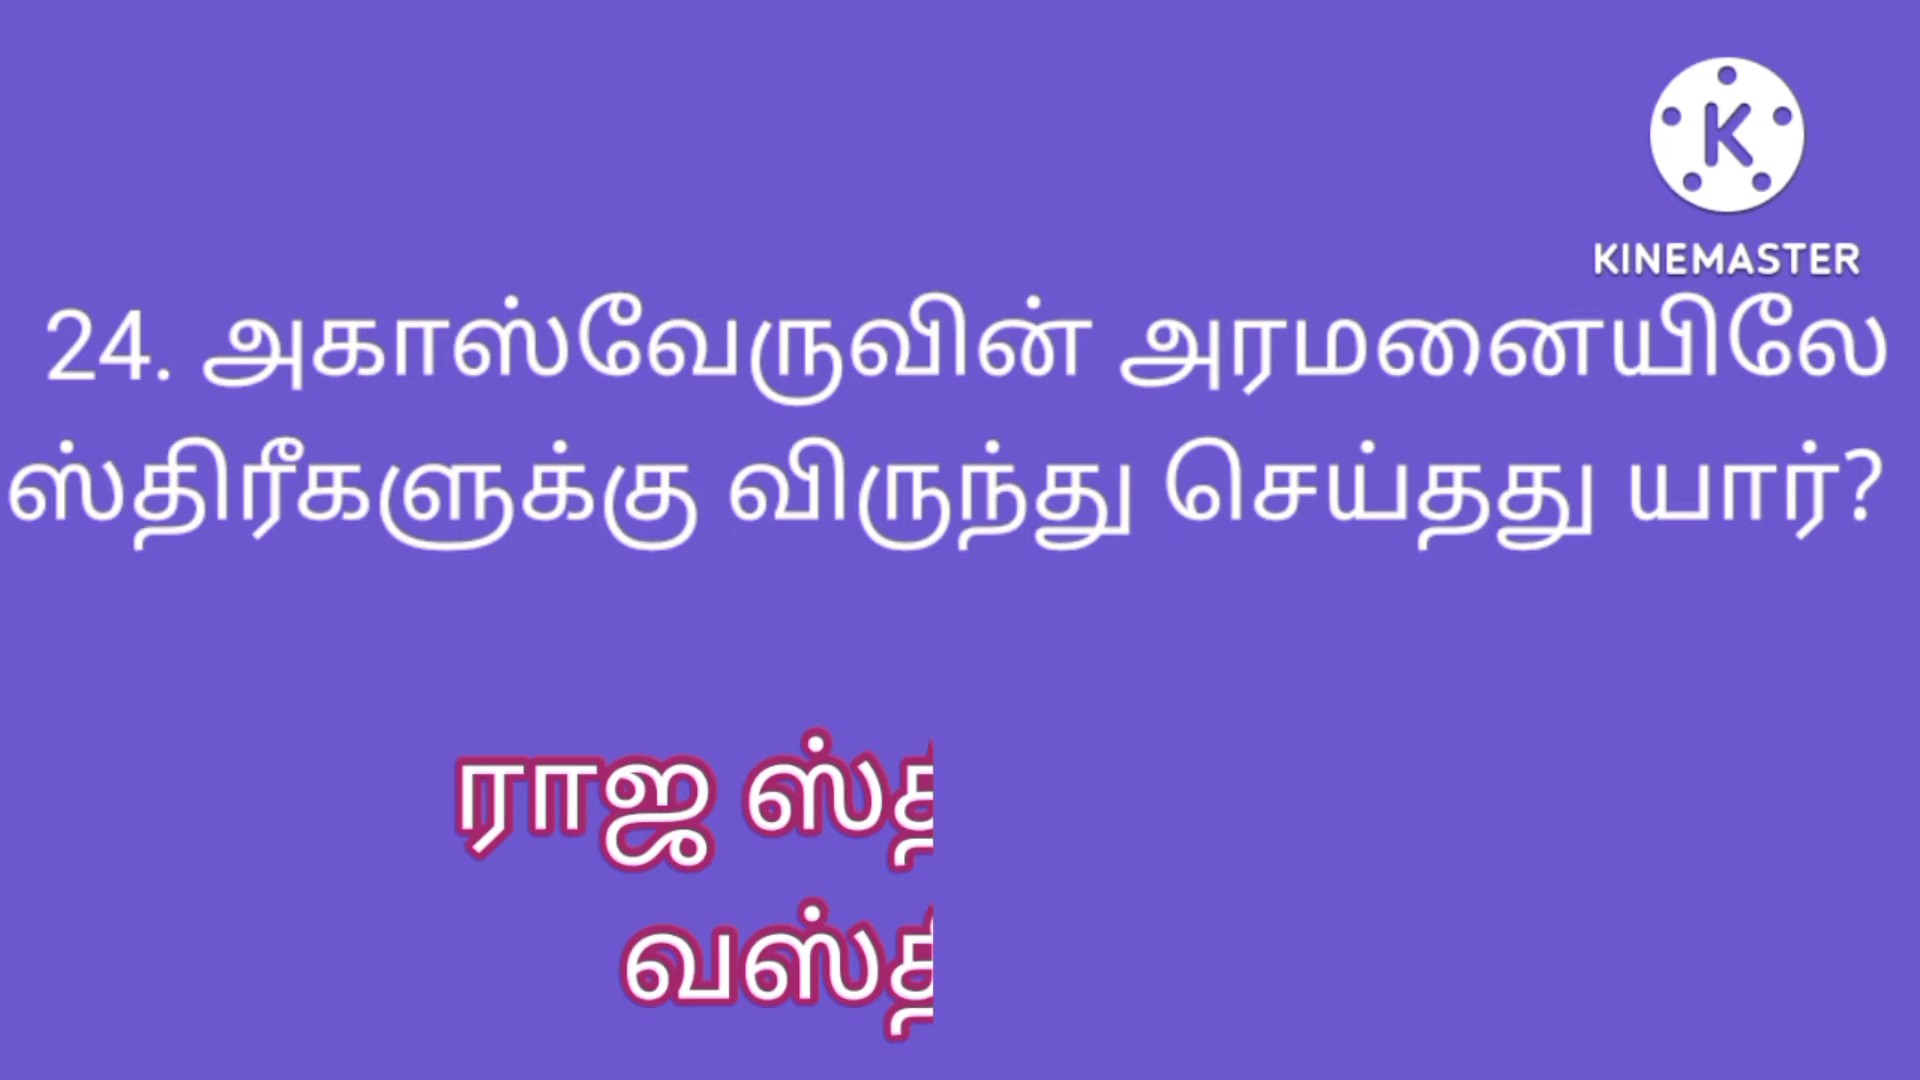 KINEMASTER
24. அகாஸ்வேருவின் அரமனையிலே
ஸ்திரீகளுக்கு விருந்து செய்தது யார்?
ராஜ